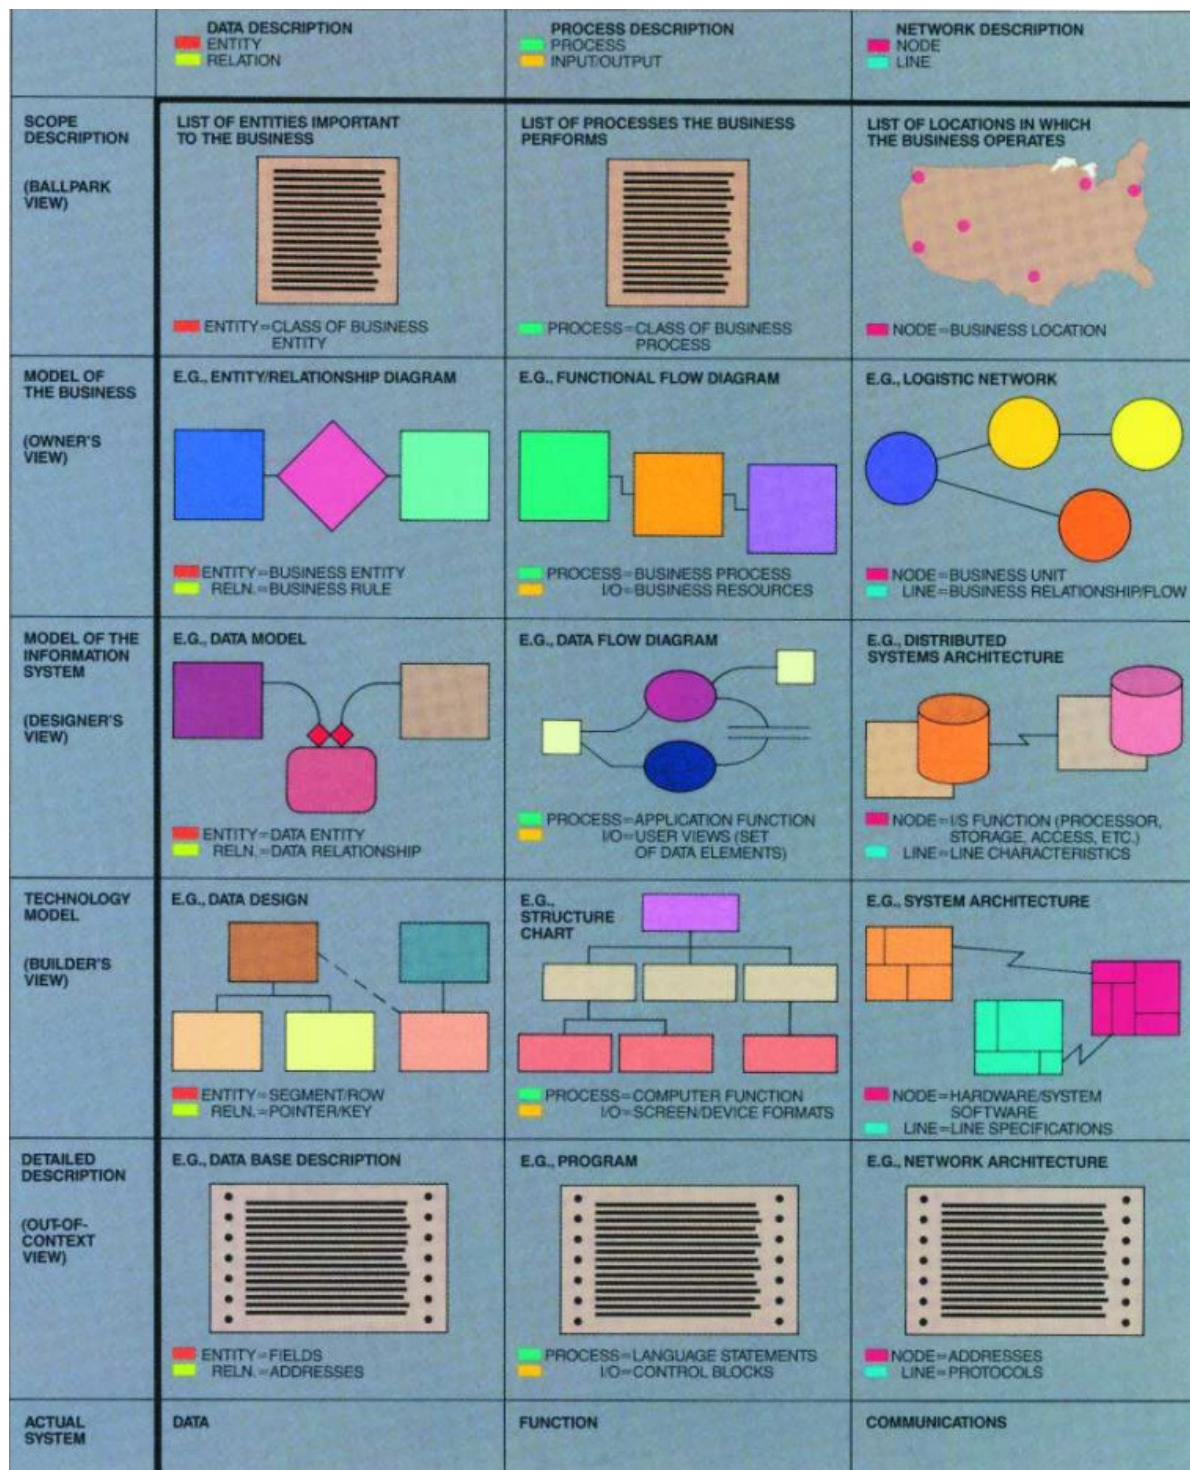 DATA DESCRIPTION
ENTITY
RELATION
PROCESS DESCRIPTION
PROCESS
INPUT/OUTPUT
NETWORK DESCRIPTION
NODE
LINE
SCOPE
DESCRIPTION
(BALLPARK
VIEW)
LIST OF ENTITIES IMPORTANT
TO THE BUSINESS
ENTITY=CLASS OF BUSINESS
ENTITY
LIST OF PROCESSES THE BUSINESS
PERFORMS
PROCESS=CLASS OF BUSINESS
PROCESS
LIST OF LOCATIONS IN WHICH
THE BUSINESS OPERATES
NODE=BUSINESS LOCATION
MODEL OF
THE BUSINESS
(OWNER'S
VIEW)
E.G., ENTITY/RELATIONSHIP DIAGRAM
ENTITY=BUSINESS ENTITY
RELN.=BUSINESS RULE
E.G., FUNCTIONAL FLOW DIAGRAM
PROCESS=BUSINESS PROCESS
I/O=BUSINESS RESOURCES
E.G., LOGISTIC NETWORK
NODE=BUSINESS UNIT
LINE=BUSINESS RELATIONSHIP/FLOW
MODEL OF THE
INFORMATION
SYSTEM
(DESIGNER'S
VIEW)
E.G., DATA MODEL
ENTITY=DATA ENTITY
RELN.=DATA RELATIONSHIP
E.G., DATA FLOW DIAGRAM
PROCESS=APPLICATION FUNCTION
I/O=USER VIEWS (SET
OF DATA ELEMENTS)
E.G., DISTRIBUTED
SYSTEMS ARCHITECTURE
NODE=I/S FUNCTION (PROCESSOR,
STORAGE, ACCESS, ETC.)
LINE=LINE CHARACTERISTICS
TECHNOLOGY
MODEL
(BUILDER'S
VIEW)
E.G., DATA DESIGN
ENTITY=SEGMENT/ROW
RELN.=POINTER/KEY
E.G.,
STRUCTURE
CHART
PROCESS=COMPUTER FUNCTION
I/O=SCREEN/DEVICE FORMATS
E.G., SYSTEM ARCHITECTURE
NODE=HARDWARE/SYSTEM
SOFTWARE
LINE=LINE SPECIFICATIONS
DETAILED
DESCRIPTION
(OUT-OF-
CONTEXT
VIEW)
E.G., DATA BASE DESCRIPTION
ENTITY=FIELDS
RELN.=ADDRESSES
E.G., PROGRAM
PROCESS=LANGUAGE STATEMENTS
I/O=CONTROL BLOCKS
E.G., NETWORK ARCHITECTURE
NODE=ADDRESSES
LINE=PROTOCOLS
ACTUAL
SYSTEM
DATA
FUNCTION
COMMUNICATIONS